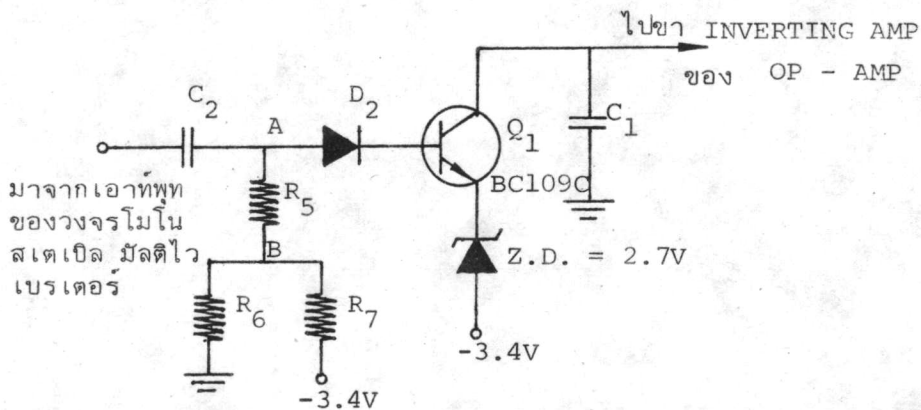 ไปขา INVERTING AMP
ของ OP - AMP
C2
A
D2
Q1
C1
BC109C
มาจากเอาท์พุท
ของวงจรโมโน
สเตเบิล มัลติไว
เบรเตอร์
R5
B
Z.D. = 2.7V
R6
R7
-3.4V
-3.4V